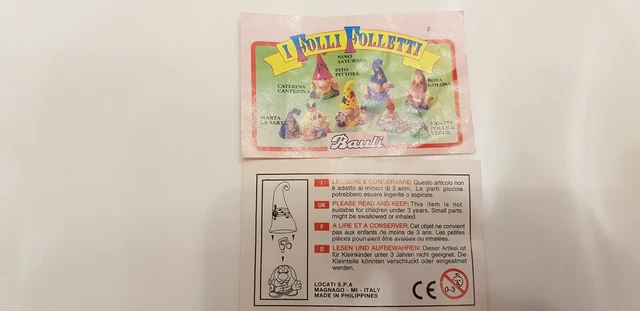 I FOLLI FOLLETTI
NINO
SATURNINO
PITO
PITTORE
CATERINA
CANTERINA
ROSA
GOLOSA
MARTA
LA SARTA
POLLICE
VERDE
Bauli
I LEGGERE E CONSERVARE: Questo articolo non
è adatto ai minori di 3 anni. Le parti piccole
potrebbero essere ingerite o aspirate.
UK PLEASE READ AND KEEP: This item is not
suitable for children under 3 years. Small parts
might be swallowed or inhaled.
F A LIRE ET A CONSERVER: Cet objet ne convient
pas aux enfants de moins de 3 ans. Les petites
pièces pourraient être avalées ou inhalées.
D LESEN UND AUFBEWAHREN: Dieser Artikel ist
für Kleinkinder unter 3 Jahren nicht geeignet. Die
Kleinteile könnten verschluckt oder eingeatmet
werden.
LOCATI S.P.A
MAGNAGO - MI - ITALY
MADE IN PHILIPPINES
CE
0-3